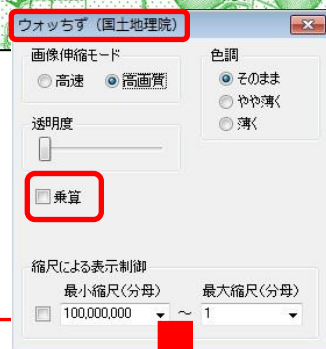 ウォッちず（国土地理院）
画像伸縮モード
高速
高画質
色調
そのまま
やや薄く
薄く
透明度
乗算
縮尺による表示制御
最小縮尺(分母)
最大縮尺(分母)
100,000,000 ～ 1